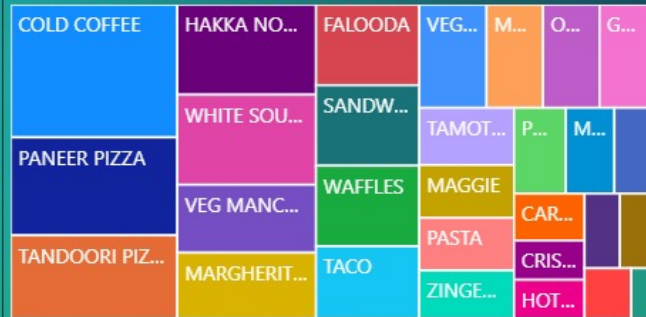 COLD COFFEE
PANEER PIZZA
TANDOORI PIZ...
HAKKA NO...
WHITE SOU...
VEG MANC...
MARGHERIT...
FALOODA
SANDW...
WAFFLES
TACO
VEG...
M...
O...
G...
TAMOT...
MAGGIE
PASTA
ZINGE...
P...
M...
CAR...
CRIS...
HOT...